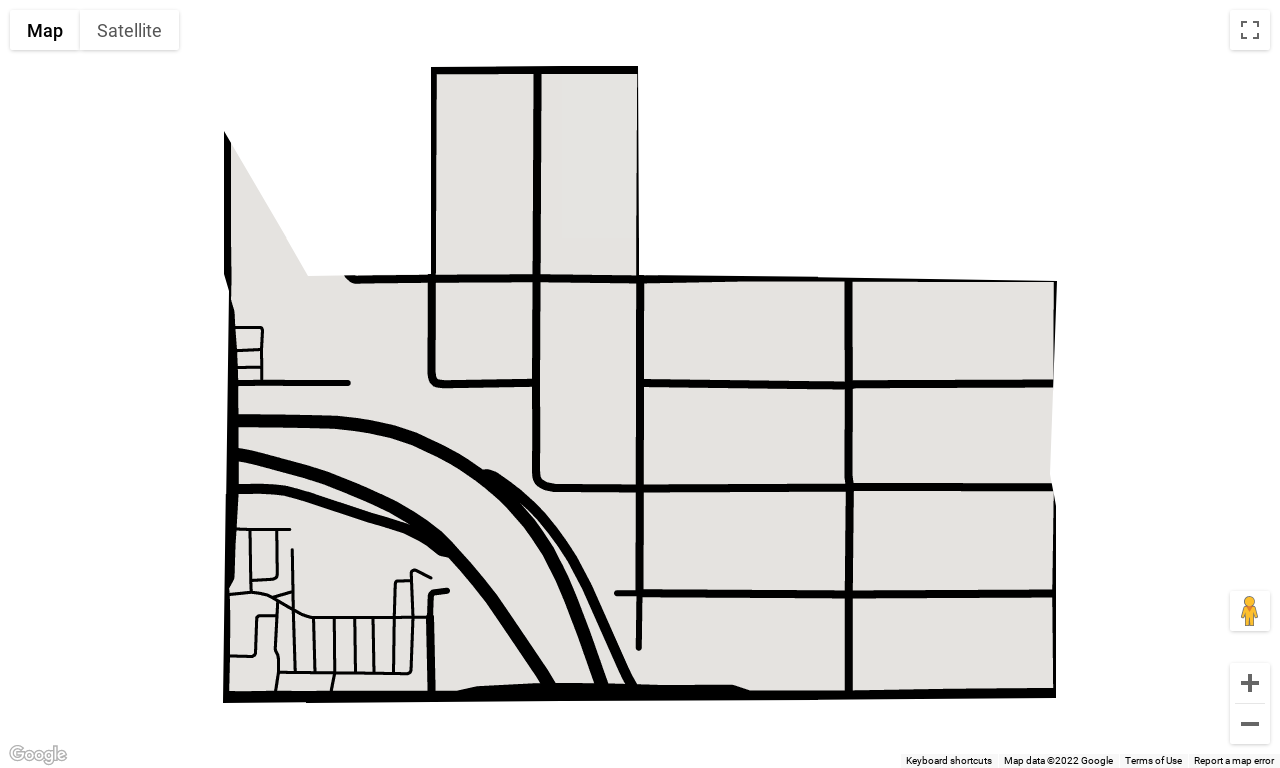 Map Satellite
Google
Keyboard shortcuts Map data ©2022 Google Terms of Use Report a map error